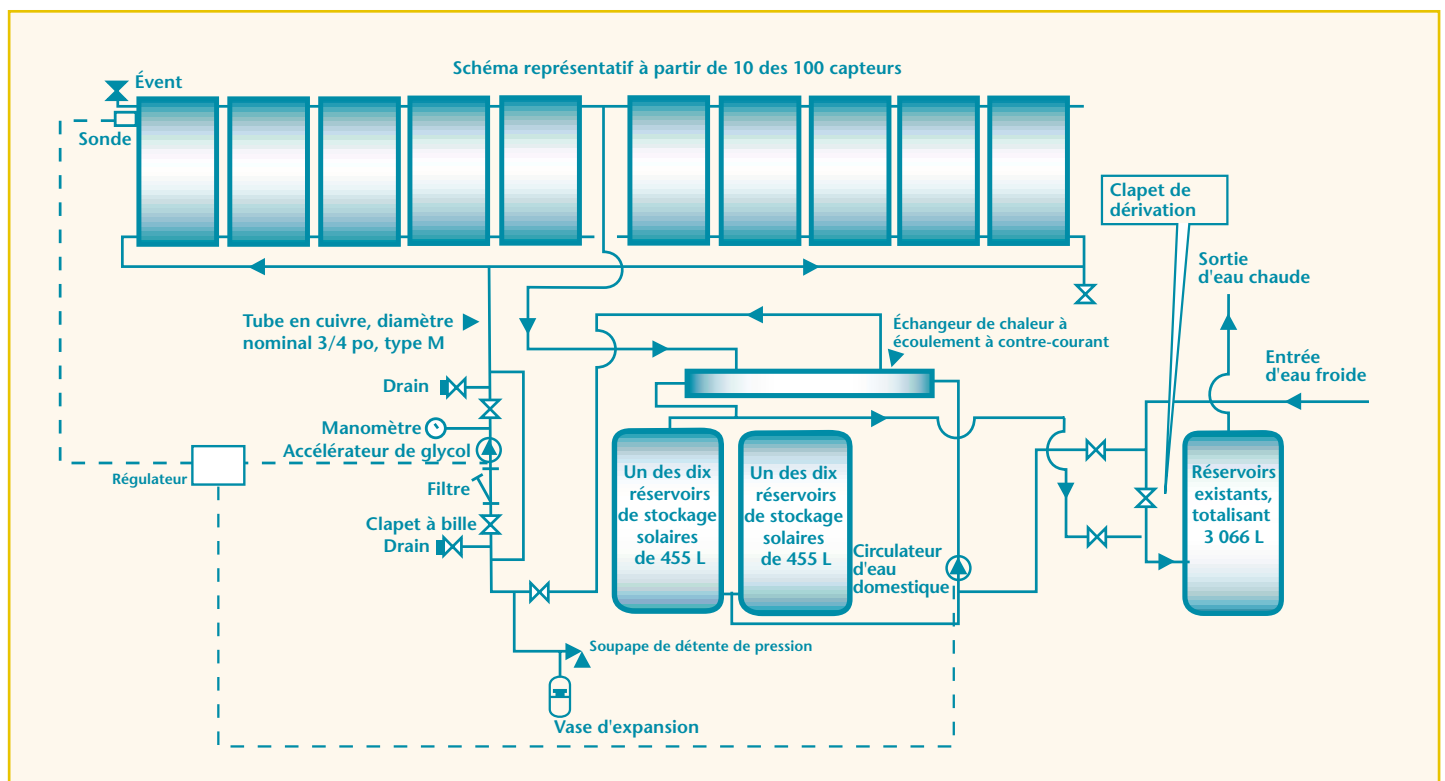 Schéma représentatif à partir de 10 des 100 capteurs
Évent
Sonde
Clapet de
dérivation
Sortie
d'eau chaude
Tube en cuivre, diamètre
nominal 3/4 po, type M
Échangeur de chaleur à
écoulement à contre-courant
Entrée
d'eau froide
Drain
Manomètre
Accélérateur de glycol
Régulateur
Filtre
Clapet à bille
Drain
Un des dix
réservoirs
de stockage
solaires
de 455 L
Un des dix
réservoirs
de stockage
solaires
de 455 L
Circulateur
d'eau
domestique
Réservoirs
existants,
totalisant
3 066 L
Soupape de détente de pression
Vase d'expansion